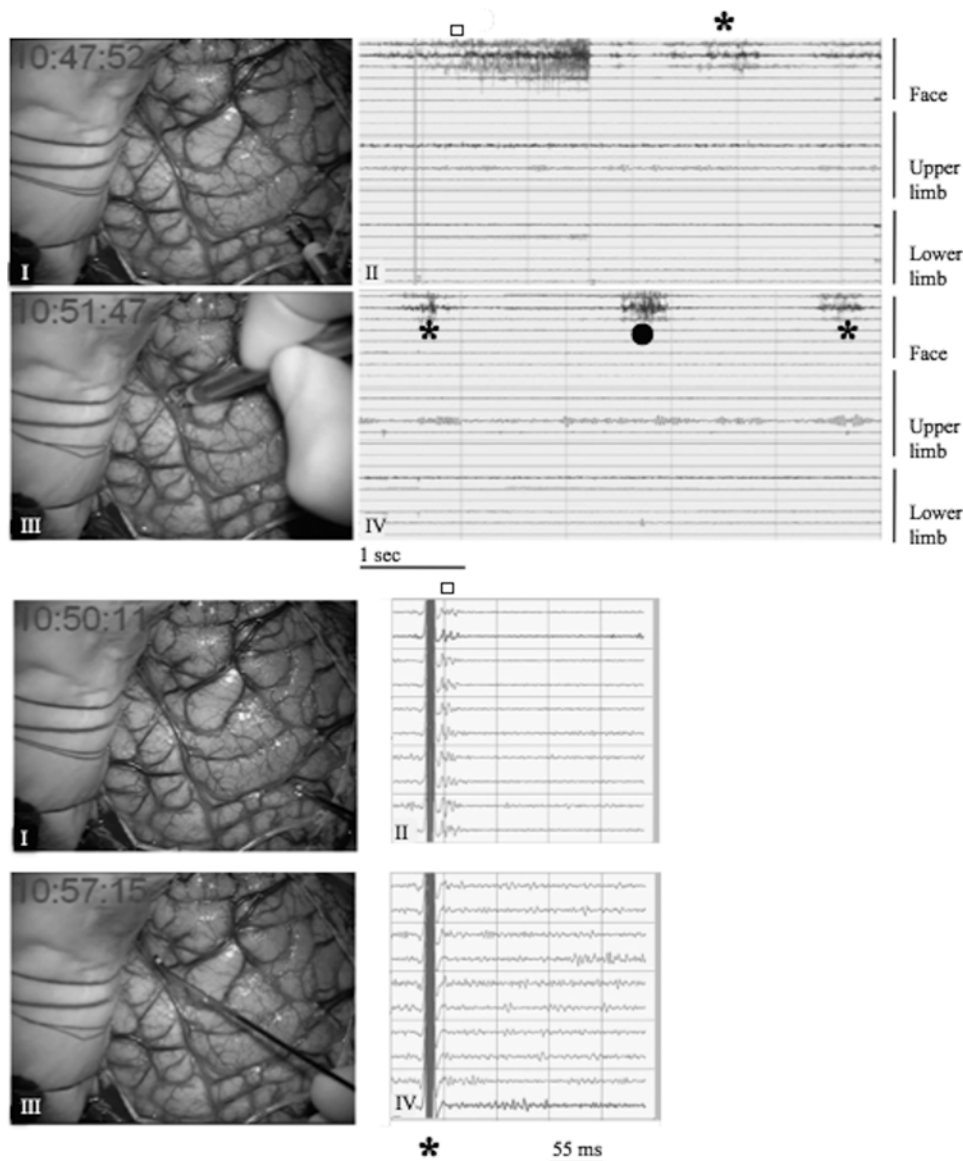 *
10:47:52
I
II
Face
Upper
limb
Lower
limb
10:51:47
III
*
*
IV
Face
Upper
limb
Lower
limb
1 sec
10:50:11
I
II
10:57:15
III
IV
*
55 ms